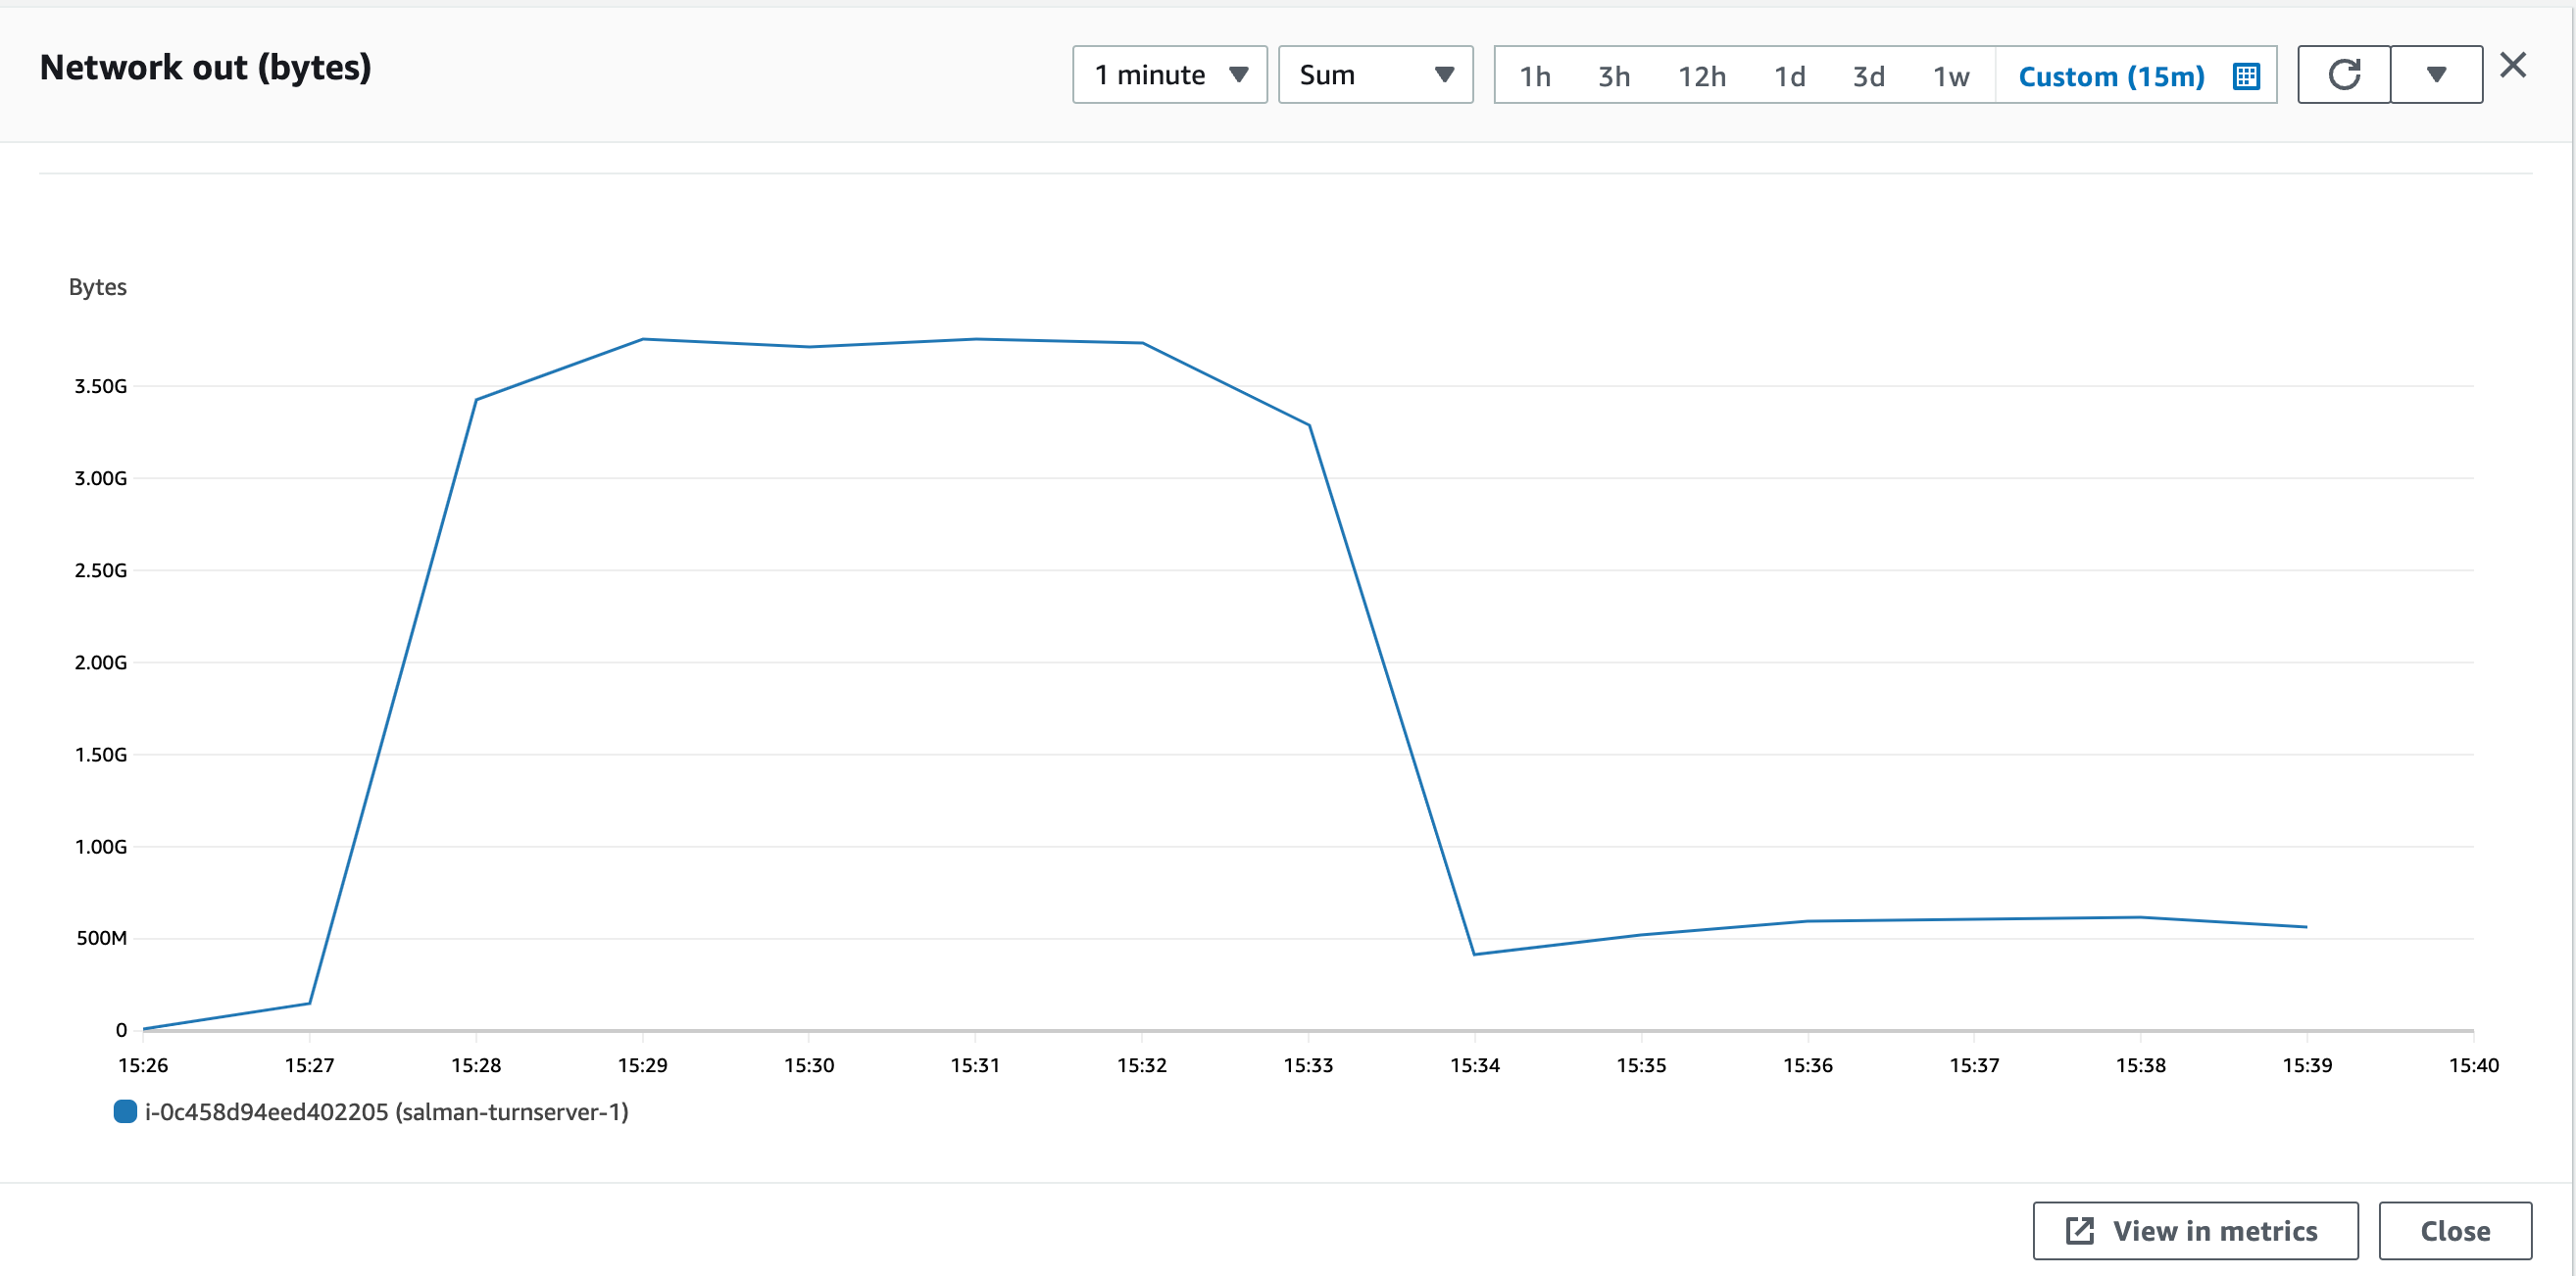 Network out (bytes)
1 minute
Sum
1h 3h 12h 1d 3d 1w Custom (15m)
Bytes
3.50G
3.00G
2.50G
2.00G
1.50G
1.00G
500M
0
15:26 15:27 15:28 15:29 15:30 15:31 15:32 15:33 15:34 15:35 15:36 15:37 15:38 15:39 15:40
i-0c458d94eed402205 (salman-turnserver-1)
View in metrics
Close